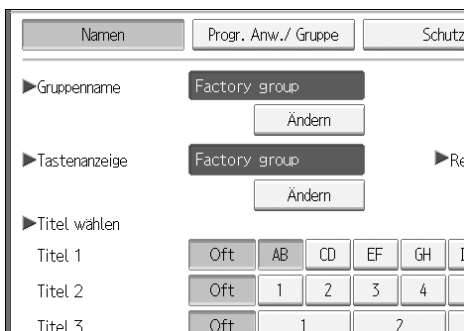 Namen Progr. Anw./ Gruppe Schutz
▶Gruppenname Factory group
Ändern
▶Tastenanzeige Factory group ▶Re
Ändern
▶Titel wählen
Titel 1 Oft AB CD EF GH I
Titel 2 Oft 1 2 3 4
Titel 3 Oft 1 2